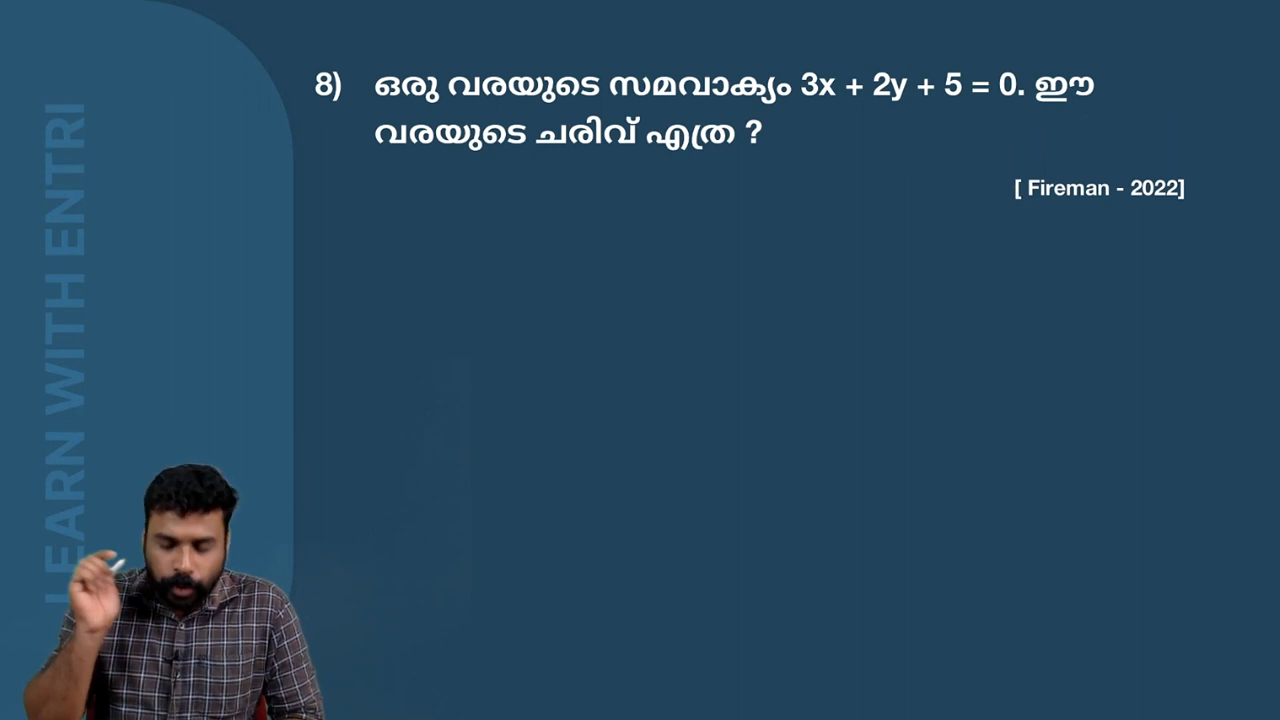 LEARN WITH ENTRI
8) ഒരു വരയുടെ സമവാക്യം 3x + 2y + 5 = 0. ഈ
വരയുടെ ചരിവ് എത്ര ?
[ Fireman - 2022]